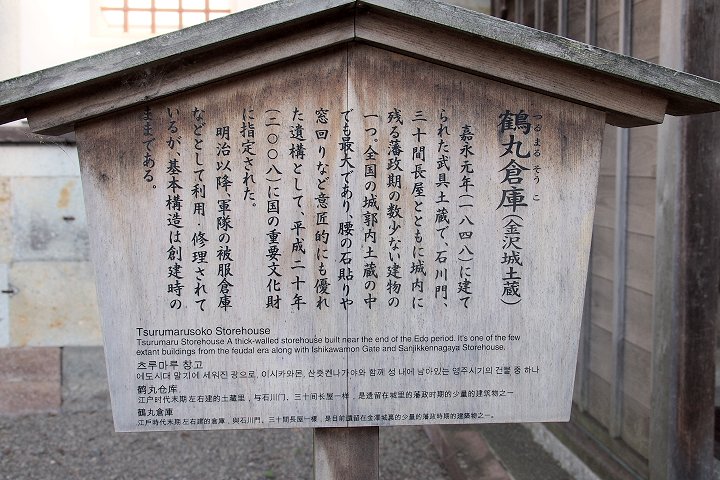 つるまるそうこ
鶴丸倉庫(金沢城土蔵)
嘉永元年(一八四八)に建て
られた武具土蔵で、石川門、
三十間長屋とともに城内に
残る藩政期の数少ない建物の
一つ。全国の城郭内土蔵の中
でも最大であり、腰の石貼りや
窓回りなど意匠的にも優れ
た遺構として、平成二十年
(二〇〇八)に国の重要文化財
に指定された。
明治以降、軍隊の被服倉庫
などとして利用・修理されて
いるが、基本構造は創建時の
ままである。
Tsurumarusoko Storehouse
Tsurumaru Storehouse A thick-walled storehouse built near the end of the Edo period. It's one of the few
extant buildings from the feudal era along with Ishikawamon Gate and Sanjikkennagaya Storehouse.
츠루마루 창고
에도시대 말기에 세워진 광으로, 이시카와몬, 산줏켄나가야와 함께 성 내에 남아있는 영주시기의 건물 중 하나
鹤丸仓库
江户时代末期左右建的土藏里，与石川门、三十间长屋一样，是遗留在城里的藩政时期的少量的建筑物之一
鶴丸倉庫
江戶時代末期左右建的倉庫，與石川門、三十間長屋一樣，是目前遺留在金澤城裏的少量的藩政時期的建築物之一。